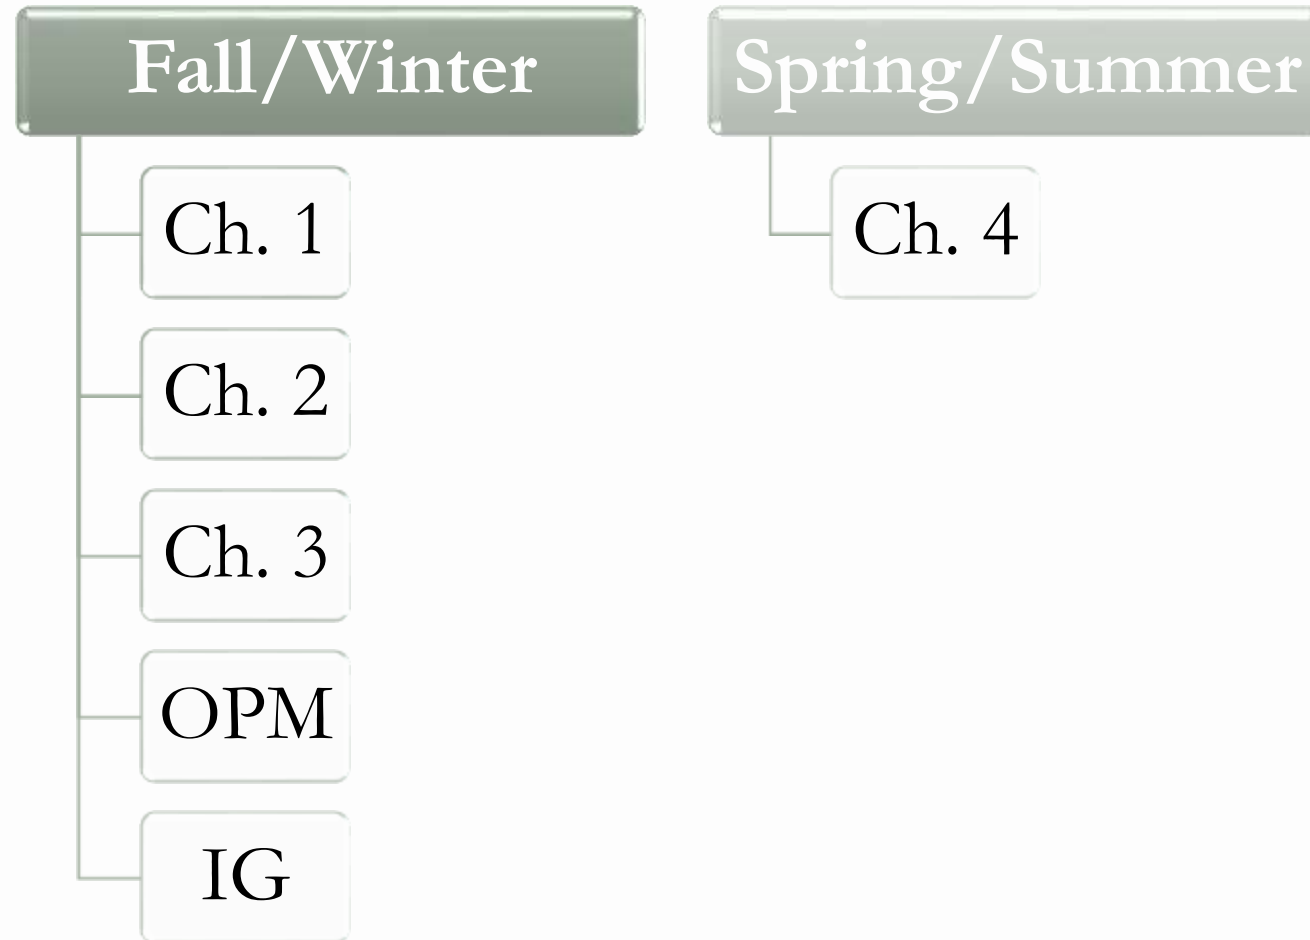 Fall/Winter
Ch. 1
Ch. 2
Ch. 3
OPM
IG
Spring/Summer
Ch. 4